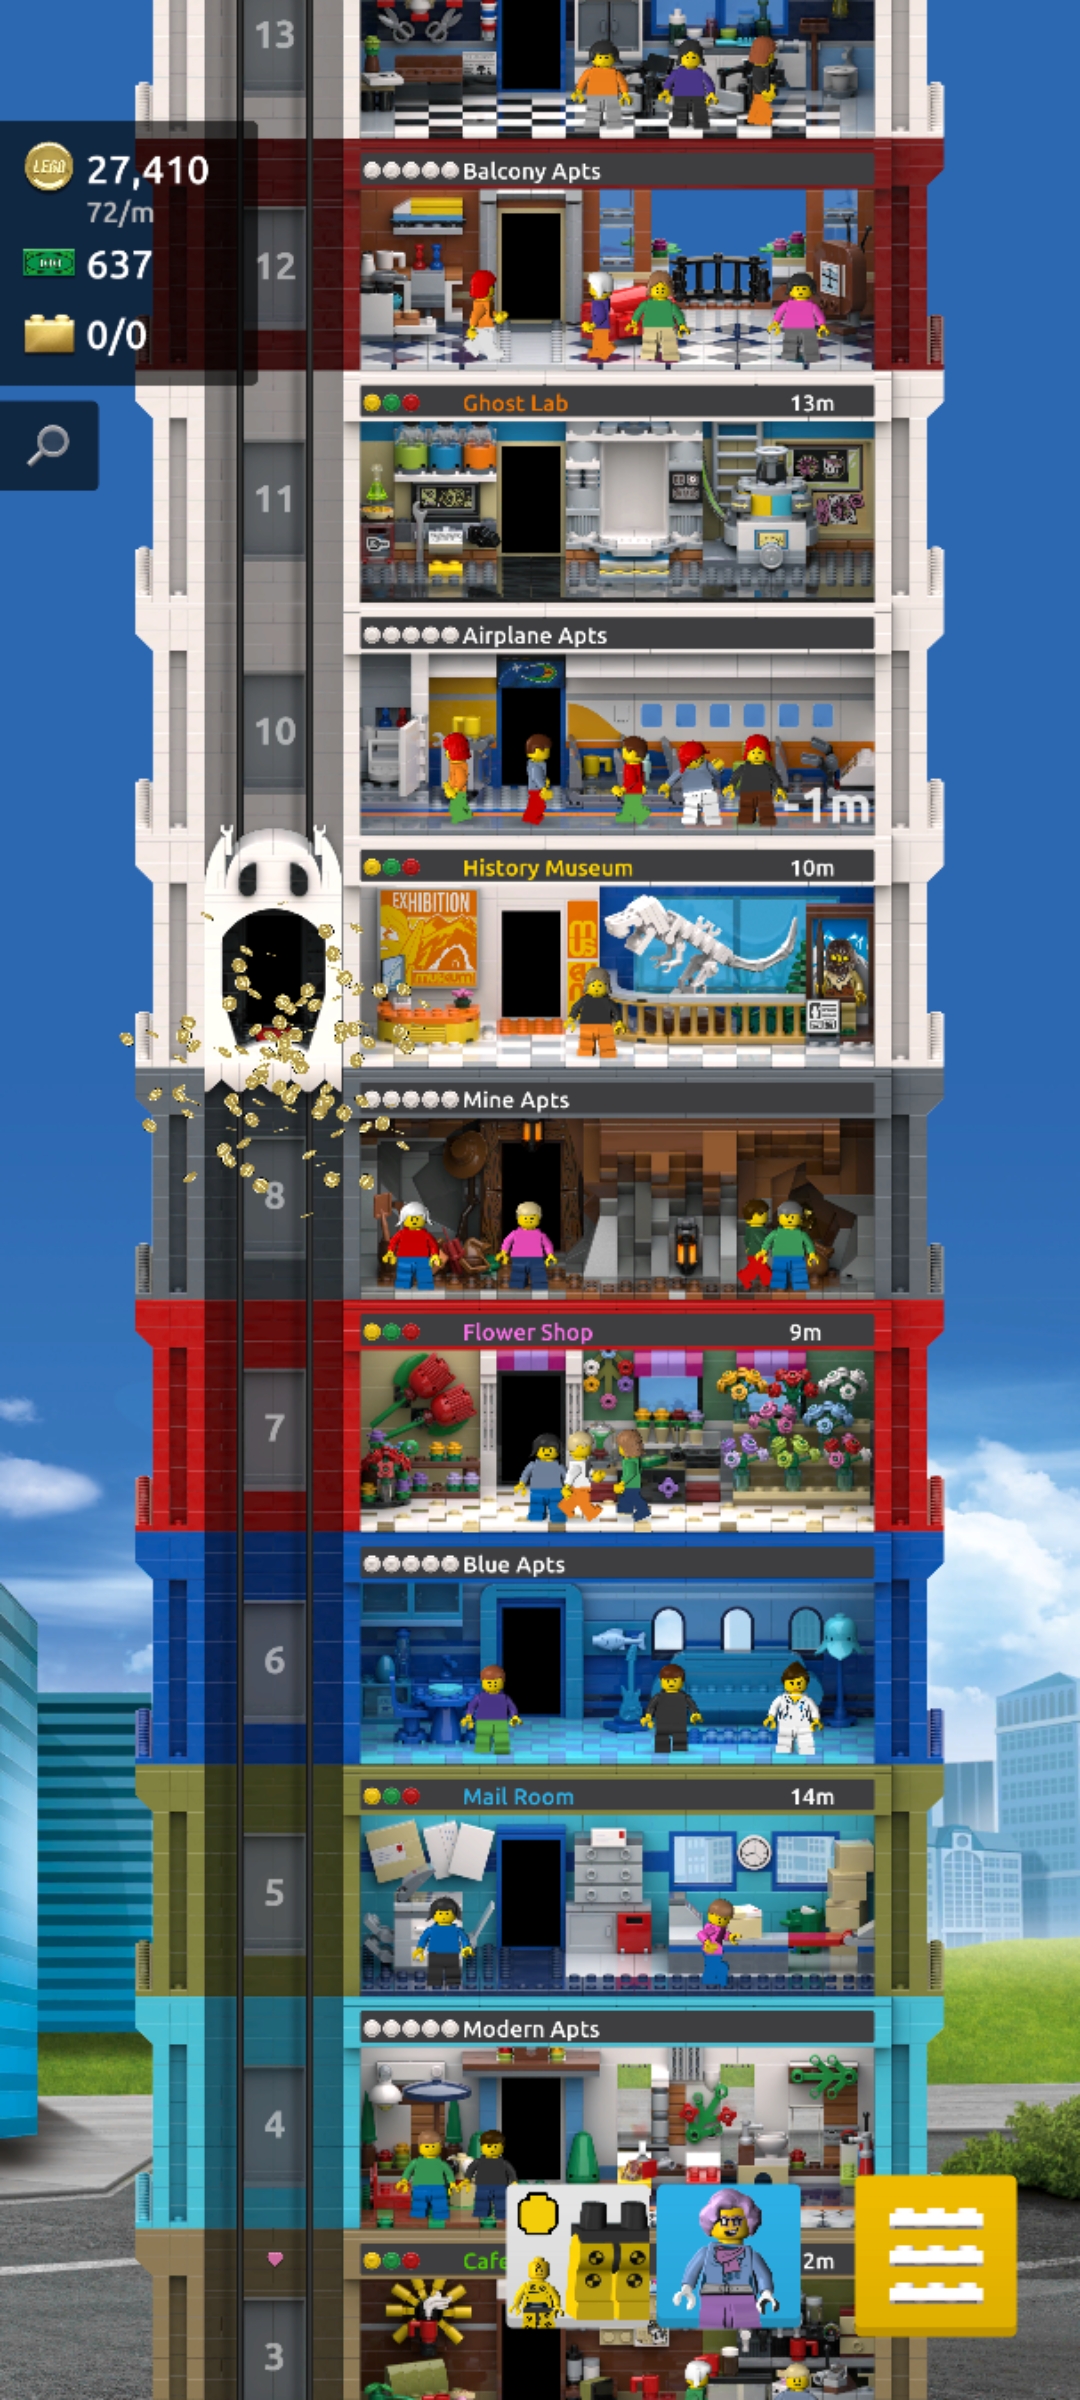 13
LEGO 27,410
72/m
637
0/0
Balcony Apts
12
Ghost Lab 13m
11
Airplane Apts
10
-1m
History Museum 10m
EXHIBITION
museum
Mine Apts
8
Flower Shop 9m
7
Blue Apts
6
Mail Room 14m
5
Modern Apts
4
Cafe
2m
3